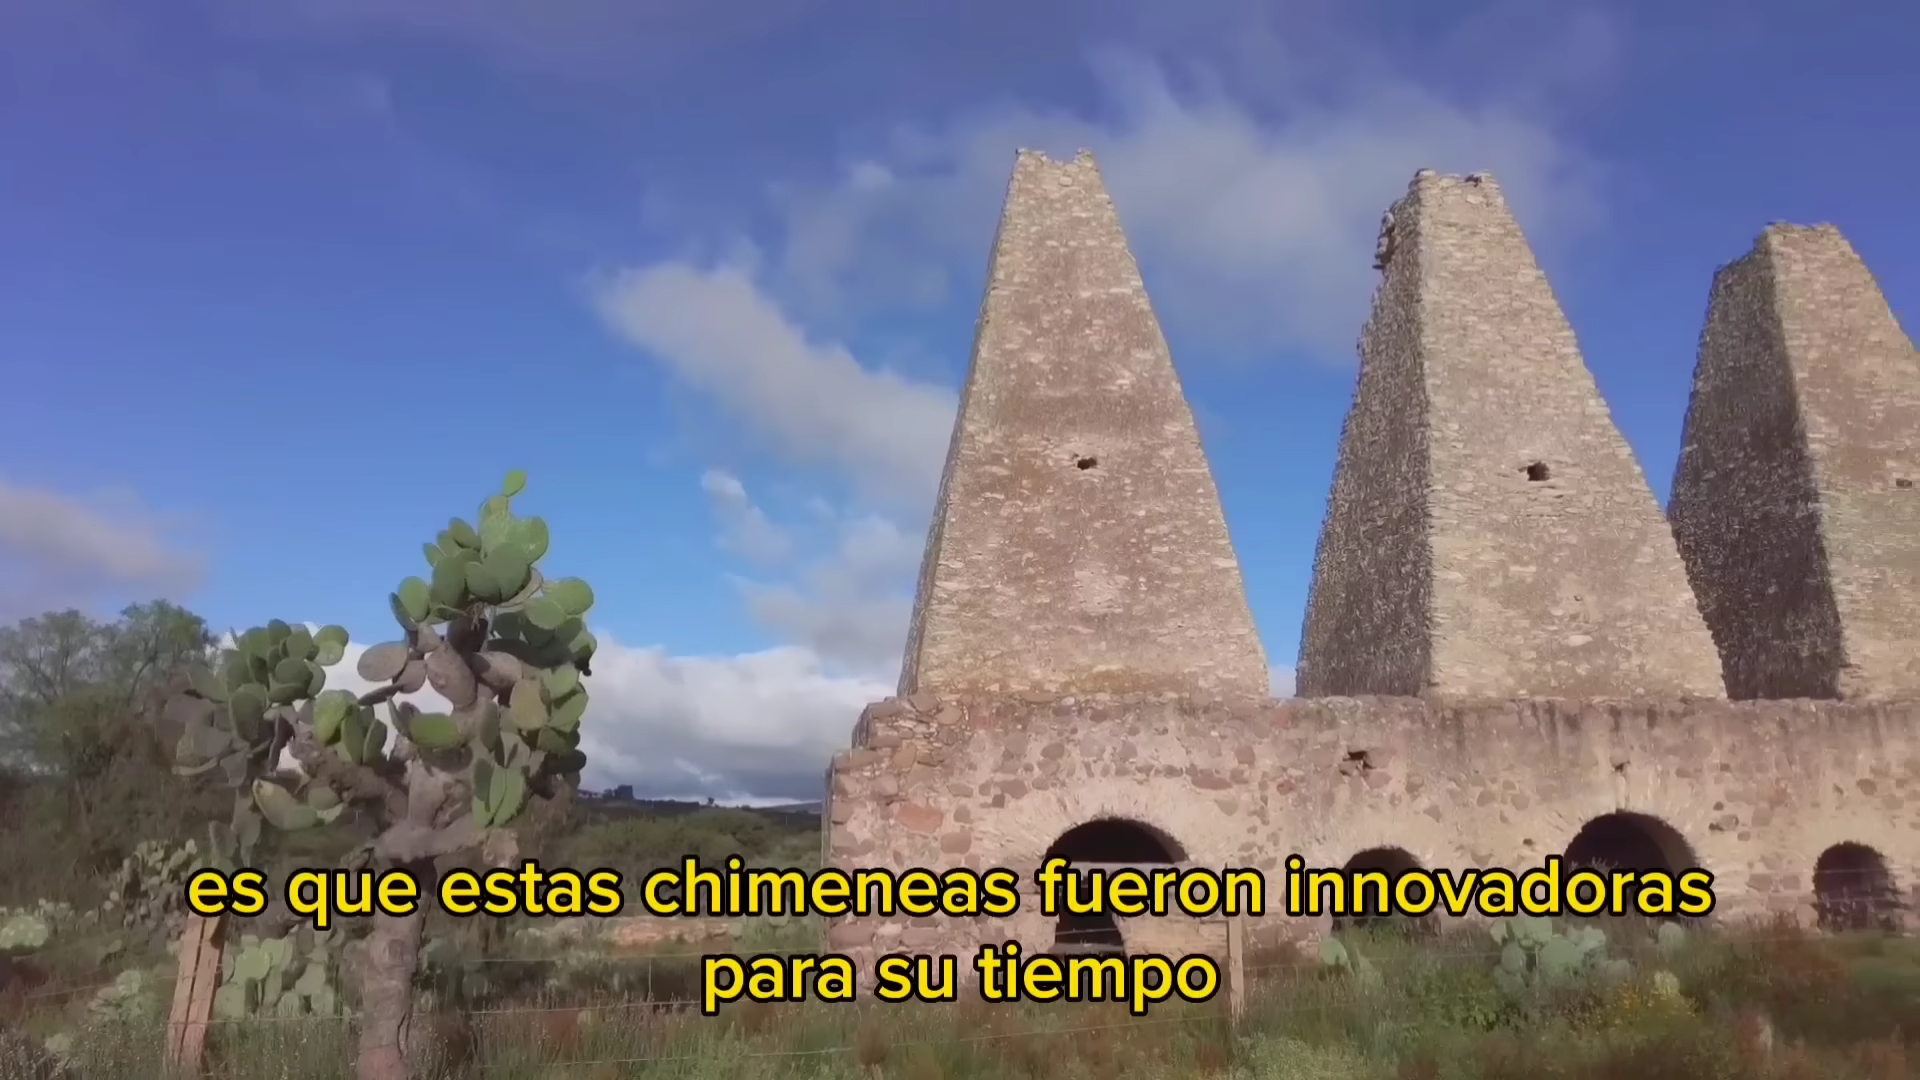 es que estas chimeneas fueron innovadoras
para su tiempo